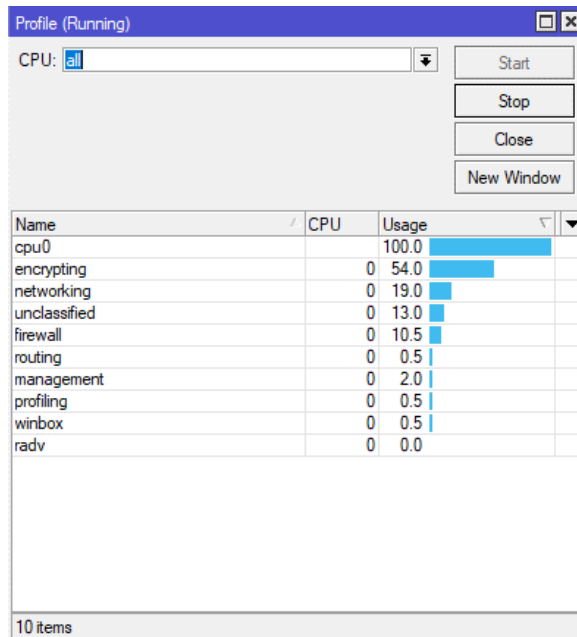 Profile (Running)
CPU: all
Start
Stop
Close
New Window
Name CPU Usage
cpu0 100.0
encrypting 0 54.0
networking 0 19.0
unclassified 0 13.0
firewall 0 10.5
routing 0 0.5
management 0 2.0
profiling 0 0.5
winbox 0 0.5
radv 0 0.0
10 items